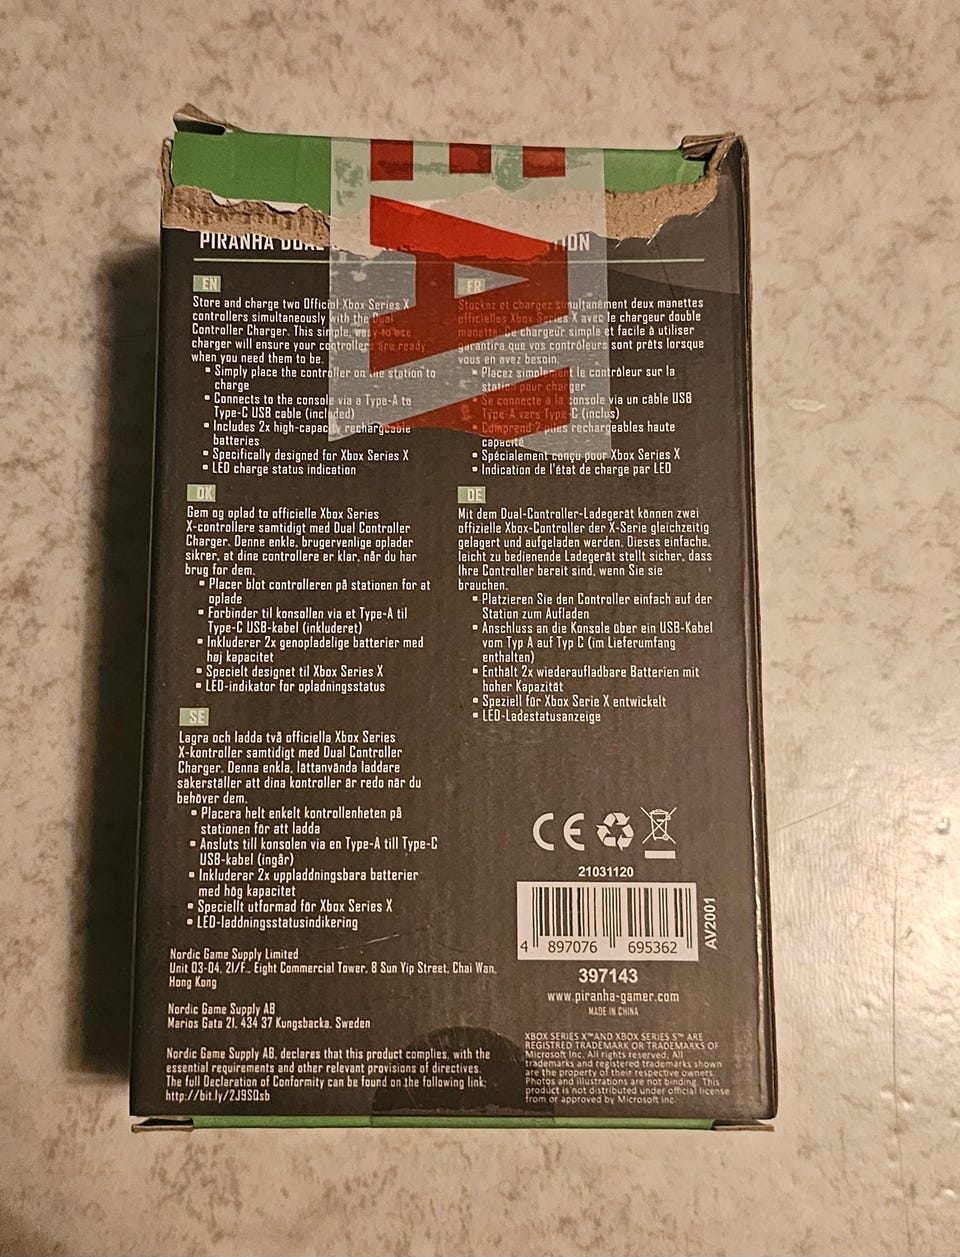 PIRANHA DUAL
EN
Store and charge two Official Xbox Series X
controllers simultaneously with the Dual
Controller Charger. This simple, easy to use
charger will ensure your controllers are ready
when you need them to be.
▪ Simply place the controller on the station to
charge
▪ Connects to the console via a Type-A to
Type-C USB cable (included)
▪ Includes 2x high-capacity rechargeable
batteries
▪ Specifically designed for Xbox Series X
▪ LED charge status indication
FR
Stockez et chargez simultanément deux manettes
officielles Xbox Series X avec le chargeur double
manette. Ce chargeur simple et facile à utiliser
garantira que vos contrôleurs sont prêts lorsque
vous en avez besoin.
▪ Placez simplement le contrôleur sur la
station pour charger
▪ Se connecte à la console via un câble USB
Type-A vers Type-C (inclus)
▪ Comprend 2 piles rechargeables haute
capacité
▪ Spécialement conçu pour Xbox Series X
▪ Indication de l'état de charge par LED
DK
Gem og oplad to officielle Xbox Series
X-controllere samtidigt med Dual Controller
Charger. Denne enkle, brugervenlige oplader
sikrer, at dine controllere er klar, når du har
brug for dem.
▪ Placer blot controlleren på stationen for at
oplade
▪ Forbinder til konsollen via et Type-A til
Type-C USB-kabel (inkluderet)
▪ Inkluderer 2x genopladelige batterier med
høj kapacitet
▪ Specielt designet til Xbox Series X
▪ LED-indikator for opladningsstatus
DE
Mit dem Dual-Controller-Ladegerät können zwei
offizielle Xbox-Controller der X-Serie gleichzeitig
gelagert und aufgeladen werden. Dieses einfache,
leicht zu bedienende Ladegerät stellt sicher, dass
Ihre Controller bereit sind, wenn Sie sie
brauchen.
▪ Platzieren Sie den Controller einfach auf der
Station zum Aufladen
▪ Anschluss an die Konsole über ein USB-Kabel
vom Typ A auf Typ C (im Lieferumfang
enthalten)
▪ Enthält 2x wiederaufladbare Batterien mit
hoher Kapazität
▪ Speziell für Xbox Serie X entwickelt
▪ LED-Ladestatusanzeige
SE
Lagra och ladda två officiella Xbox Series
X-kontroller samtidigt med Dual Controller
Charger. Denna enkla, lättanvända laddare
säkerställer att dina kontroller är redo när du
behöver dem.
▪ Placera helt enkelt kontrollenheten på
stationen för att ladda
▪ Ansluts till konsolen via en Type-A till Type-C
USB-kabel (ingår)
▪ Inkluderar 2x uppladdningsbara batterier
med hög kapacitet
▪ Speciellt utformad för Xbox Series X
▪ LED-laddningsstatusindikering
Nordic Game Supply Limited
Unit 03-04, 21/F., Eight Commercial Tower, 8 Sun Yip Street, Chai Wan,
Hong Kong
Nordic Game Supply AB
Marios Gata 21, 434 37 Kungsbacka, Sweden
Nordic Game Supply AB, declares that this product complies, with the
essential requirements and other relevant provisions of directives.
The full Declaration of Conformity can be found on the following link;
http://bit.ly/2J9SQsb
CE
21031120
4 897076 695362
AV2001
397143
www.piranha-gamer.com
MADE IN CHINA
XBOX SERIES X™AND XBOX SERIES S™ ARE
REGISTERED TRADEMARK OR TRADEMARKS OF
Microsoft Inc. All rights reserved; All
trademarks and registered trademarks shown
are the property of their respective owners.
Photos and illustrations are not binding. This
product is not distributed under official license
from or approved by Microsoft Inc.